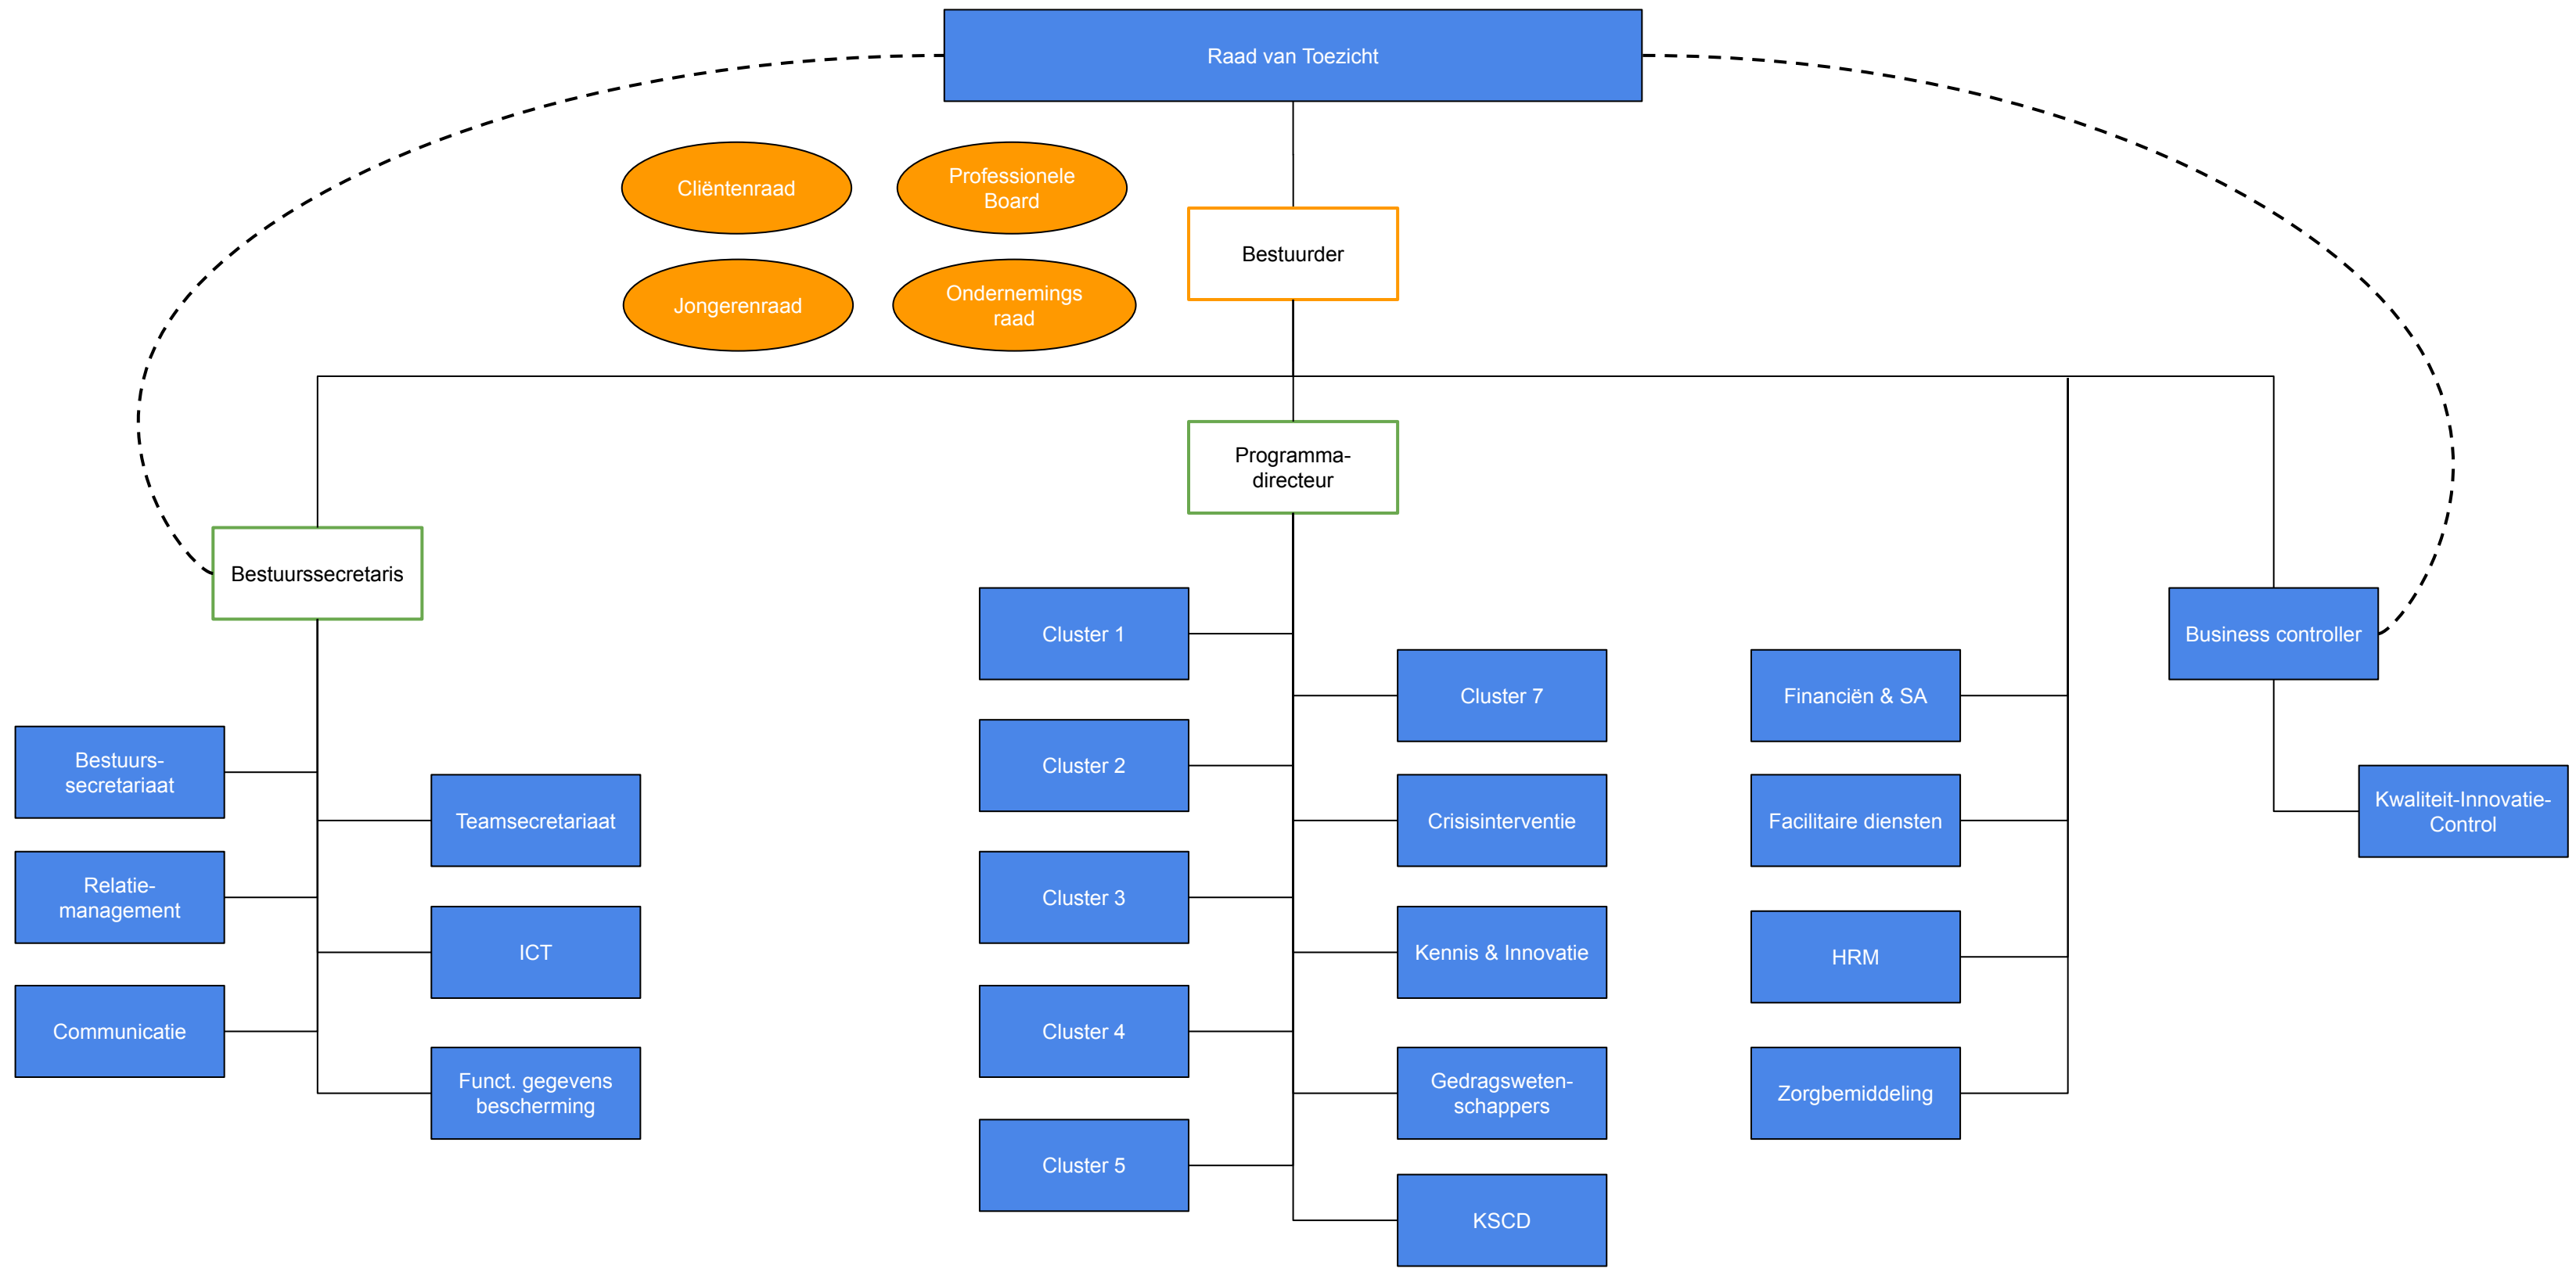 Raad van Toezicht
Cliëntenraad
Professionele
Board
Jongerenraad
Ondernemings
raad
Bestuurder
Programma-
directeur
Bestuurssecretaris
Bestuurs-
secretariaat
Relatie-
management
Communicatie
Teamsecretariaat
ICT
Funct. gegevens
bescherming
Cluster 1
Cluster 2
Cluster 3
Cluster 4
Cluster 5
Cluster 7
Crisisinterventie
Kennis & Innovatie
Gedragsweten-
schappers
KSCD
Financiën & SA
Facilitaire diensten
HRM
Zorgbemiddeling
Business controller
Kwaliteit-Innovatie-
Control